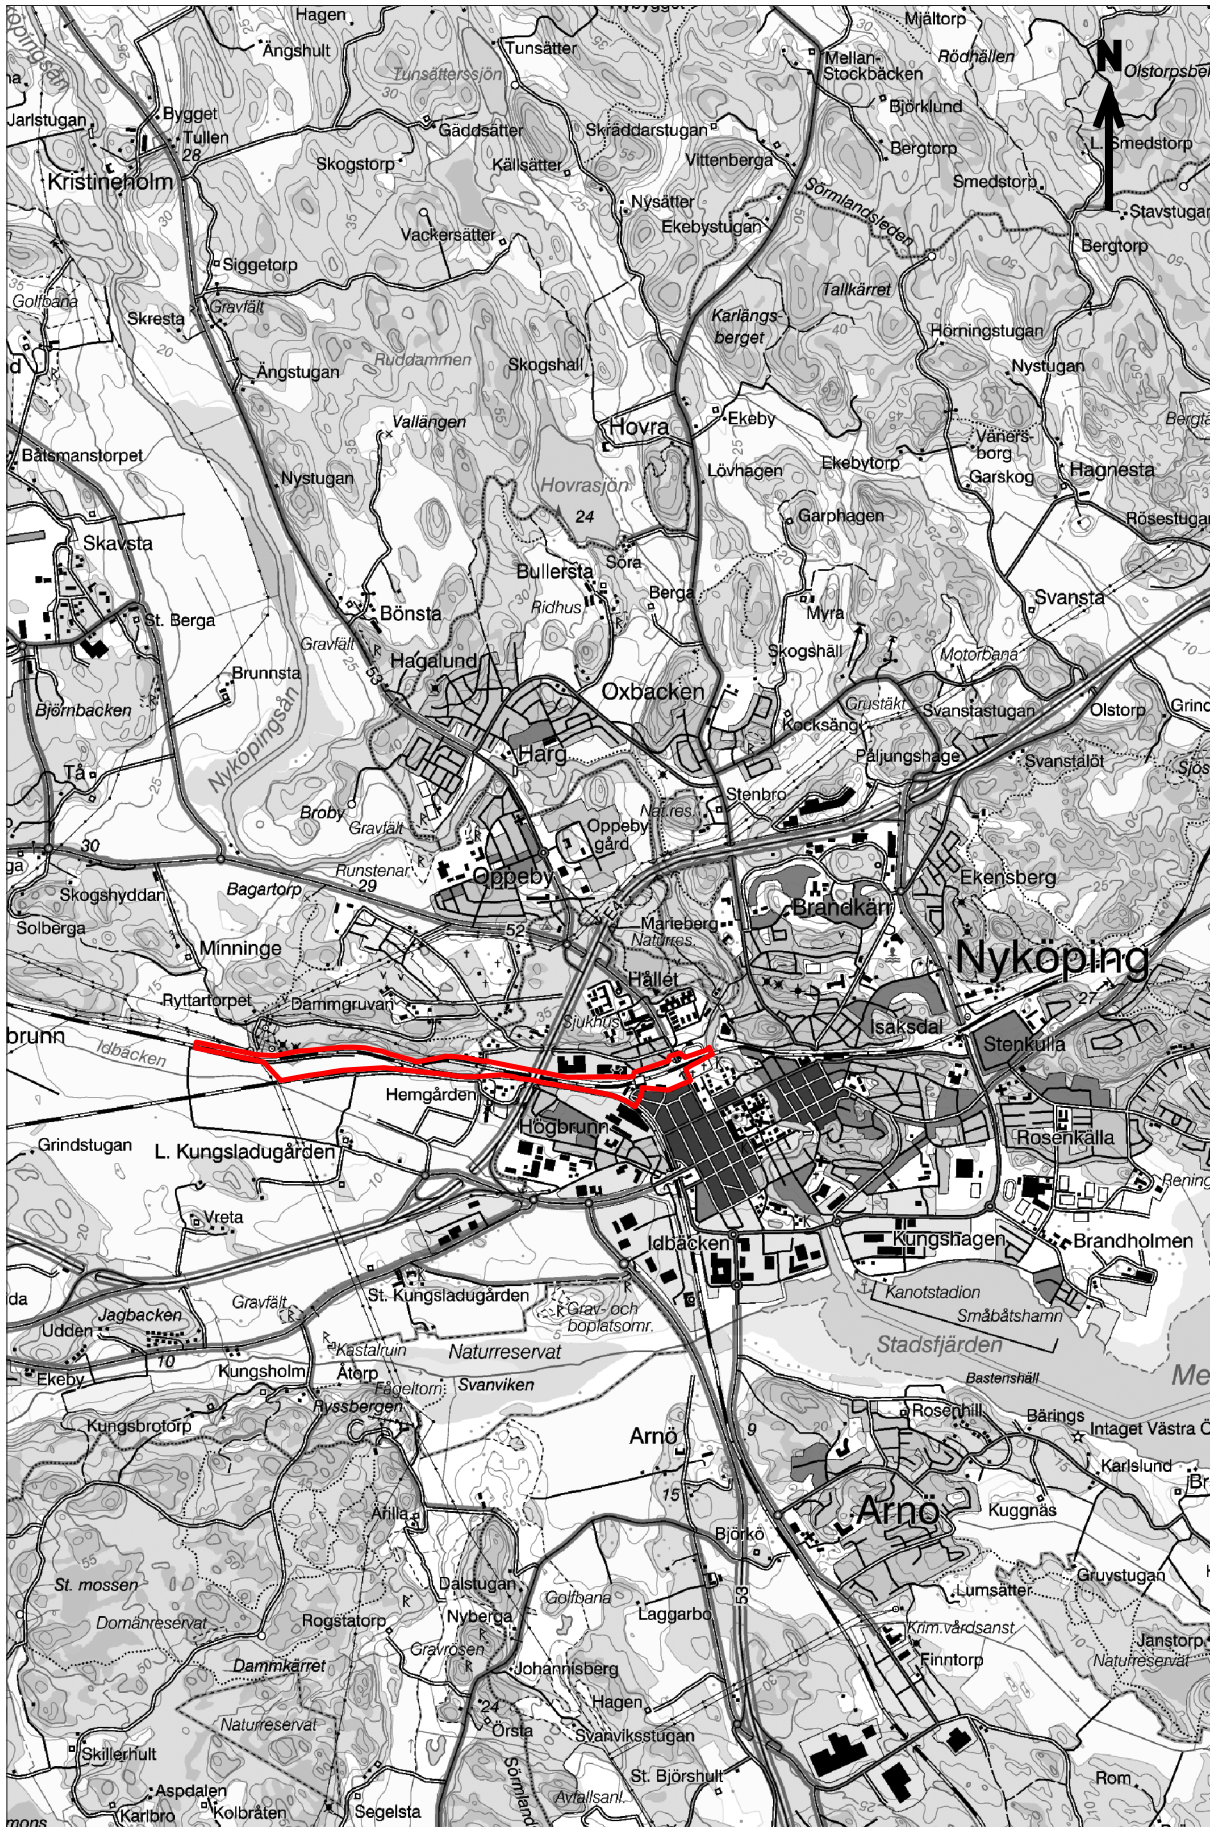 Hagen
Ängshult
Tunsätter
Mjältorp
Mellan-
Stockbäcken
Rödhällen
N
Tunsätterssjön
30
35
30
Björklund
Jarlstugan
Bygget
Tullen
28
Gäddsätter
Skräddarstugan
Bergtorp
L. Smedstorp
Skogstorp
Källsätter
Vittenberga
Kristineholm
Smedstorp
Sörmlandsleden
Nysätter
Stavstugan
Vackersätter
Ekebystugan
Bergtorp
Siggetorp
Golfbana
Gravfält
Tallkärret
Skresta
Karlängs-
berget
Hörningstugan
Ruddammen
Skogshall
Nystugan
Ängstugan
Vallängen
Ekeby
Hovra
Båtsmanstorpet
Vänersborg
Ekebytorp
Lövhagen
Hagnesta
Nystugan
Garskog
Hovrasjön
24
Garphagen
Rösestugan
Skavsta
Söra
Bullersta
Ridhus
Berga
Myra
Svansta
Bönsta
St. Berga
Gravfält
Skogshäll
Motorbana
Hagalund
53
Brunnsta
Oxbacken
Grustäkt
Svanstastugan
Olstorp
Björnbacken
Kocksäng
Nyköpingsån
Harg
Påljungshage
Svanstalöt
Tå
Stenbro
Broby
Nat.res.
Gravfält
Oppeby
gård
30
Runstenar
29
Oppeby
Ekensberg
Skogshyddan
Bagartorp
Brandkärr
Solberga
Marieberg
Naturres.
52
Minninge
Nyköping
Hållet
Ryttartorpet
Dammgruvan
Sjukhus
Isaksdal
27
brunn
Idbäcken
Stenkulla
Hemgården
Högbrunn
Grindstugan
L. Kungsladugården
Rosenkälla
Vreta
Idbäcken
Kungshagen
Brandholmen
St. Kungsladugården
Kanotstadion
Gravfält
Grav- och
boplatsomr.
Småbåtshamn
Jagbacken
Udden
10
Kastalruin
Naturreservat
Stadsfjärden
Kungsholm
Åtorp
Ekeby
Fågeltorn
Svanviken
Bastenshäll
Ryssbergen
Rosenhill
Bärings
Kungsbrotorp
9
Intaget Västra
Arnö
Karlslund
15
Arnö
Kuggnäs
Ärilla
Björkö
St. mossen
Dalstugan
Golfbana
Gruvstugan
Lumsätter
Domänreservat
Rogstatorp
Nyberga
Laggarbo
53
Krim.vårdsanst
Gravrösen
Janstorp
Finntorp
Naturreservat
Dammkärret
Johannisberg
Hagen
Naturreservat
24
Örsta
Svanviksstugan
Skillerhult
St. Björshult
Rom
Aspdalen
Avfallsanl.
Karlbro
Kolbråten
Segelsta